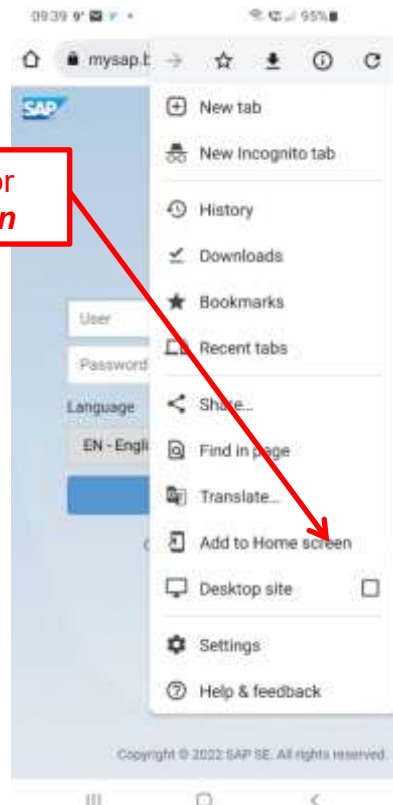 09:39
95%
mysap.b
SAP
New tab
New Incognito tab
or
n
History
Downloads
Bookmarks
User
Recent tabs
Password
Language
Share...
EN - Engli
Find in page
Translate...
Add to Home screen
Desktop site
Settings
Help & feedback
Copyright © 2022 SAP SE. All rights reserved.